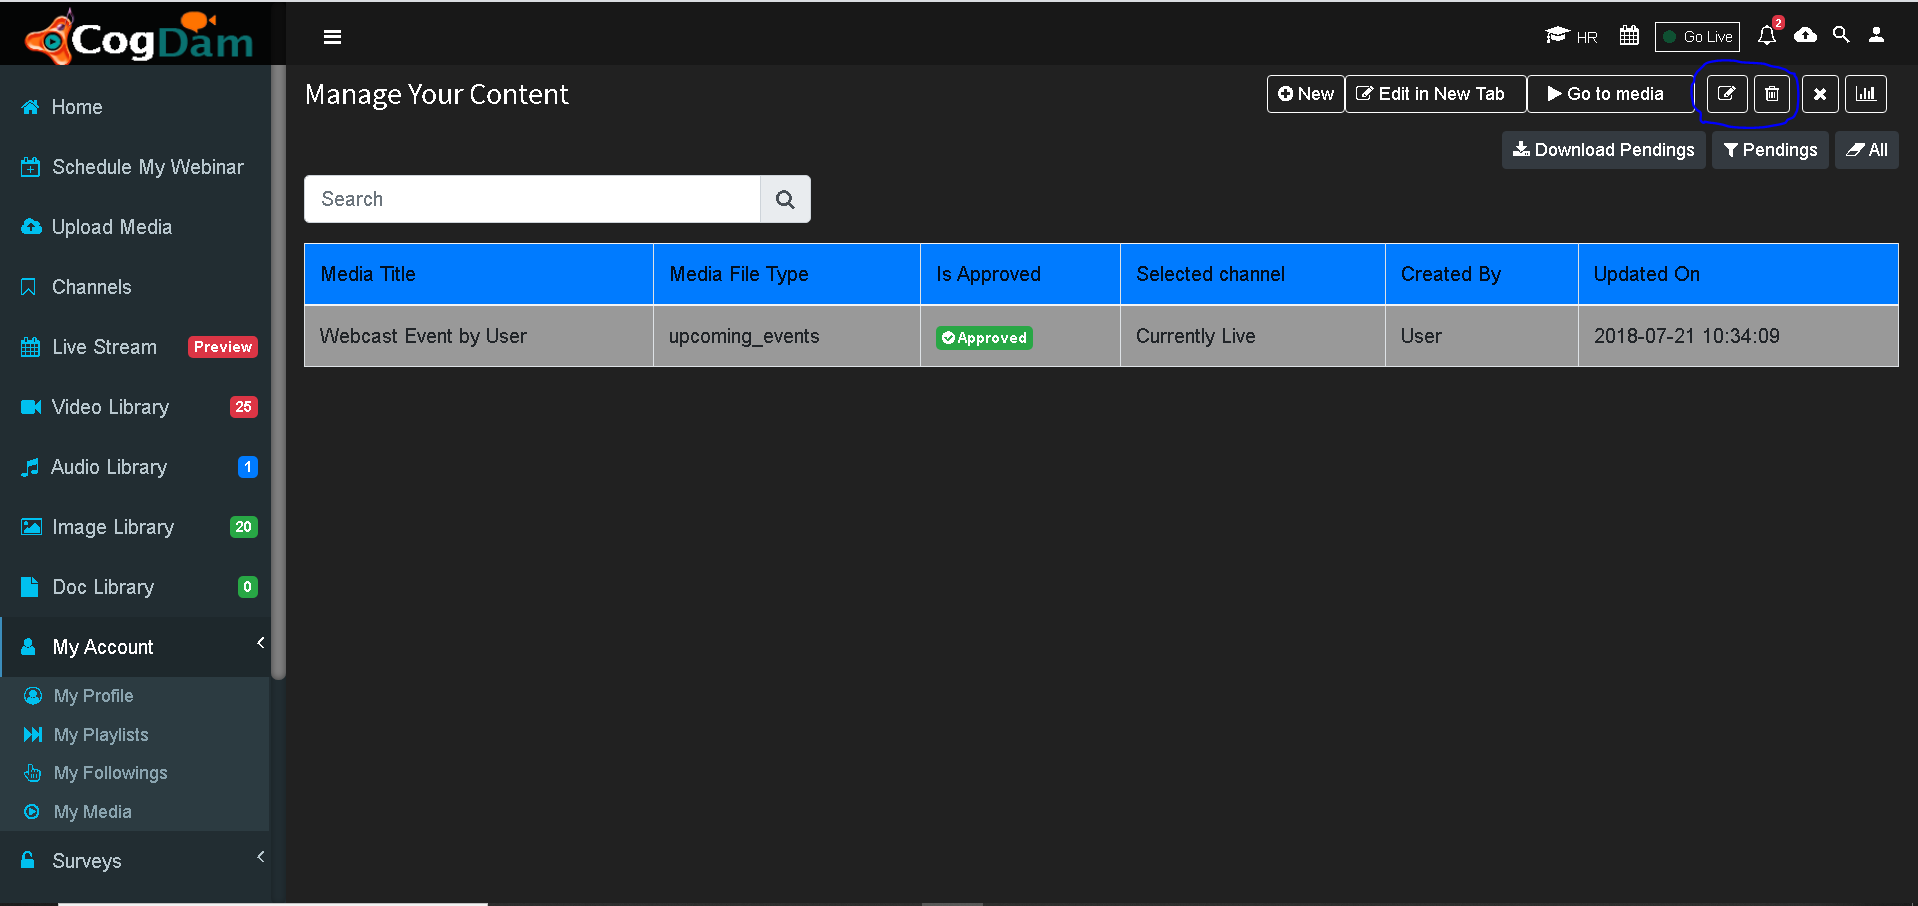 CogDam
HR
Go Live
2
Manage Your Content
New
Edit in New Tab
Go to media
Download Pendings
Pendings
All
Search
Media Title
Media File Type
Is Approved
Selected channel
Created By
Updated On
Webcast Event by User
upcoming_events
Approved
Currently Live
User
2018-07-21 10:34:09
Home
Schedule My Webinar
Upload Media
Channels
Live Stream Preview
Video Library 25
Audio Library 1
Image Library 20
Doc Library 0
My Account
My Profile
My Playlists
My Followings
My Media
Surveys